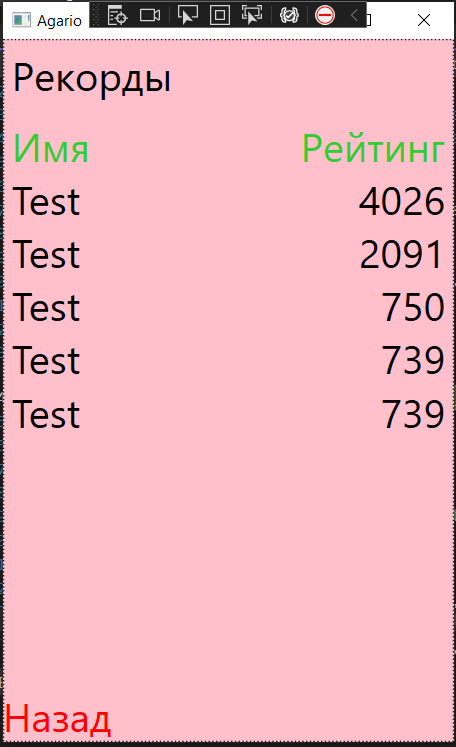 Agario
Рекорды
Имя Рейтинг
Test 4026
Test 2091
Test 750
Test 739
Test 739
Назад